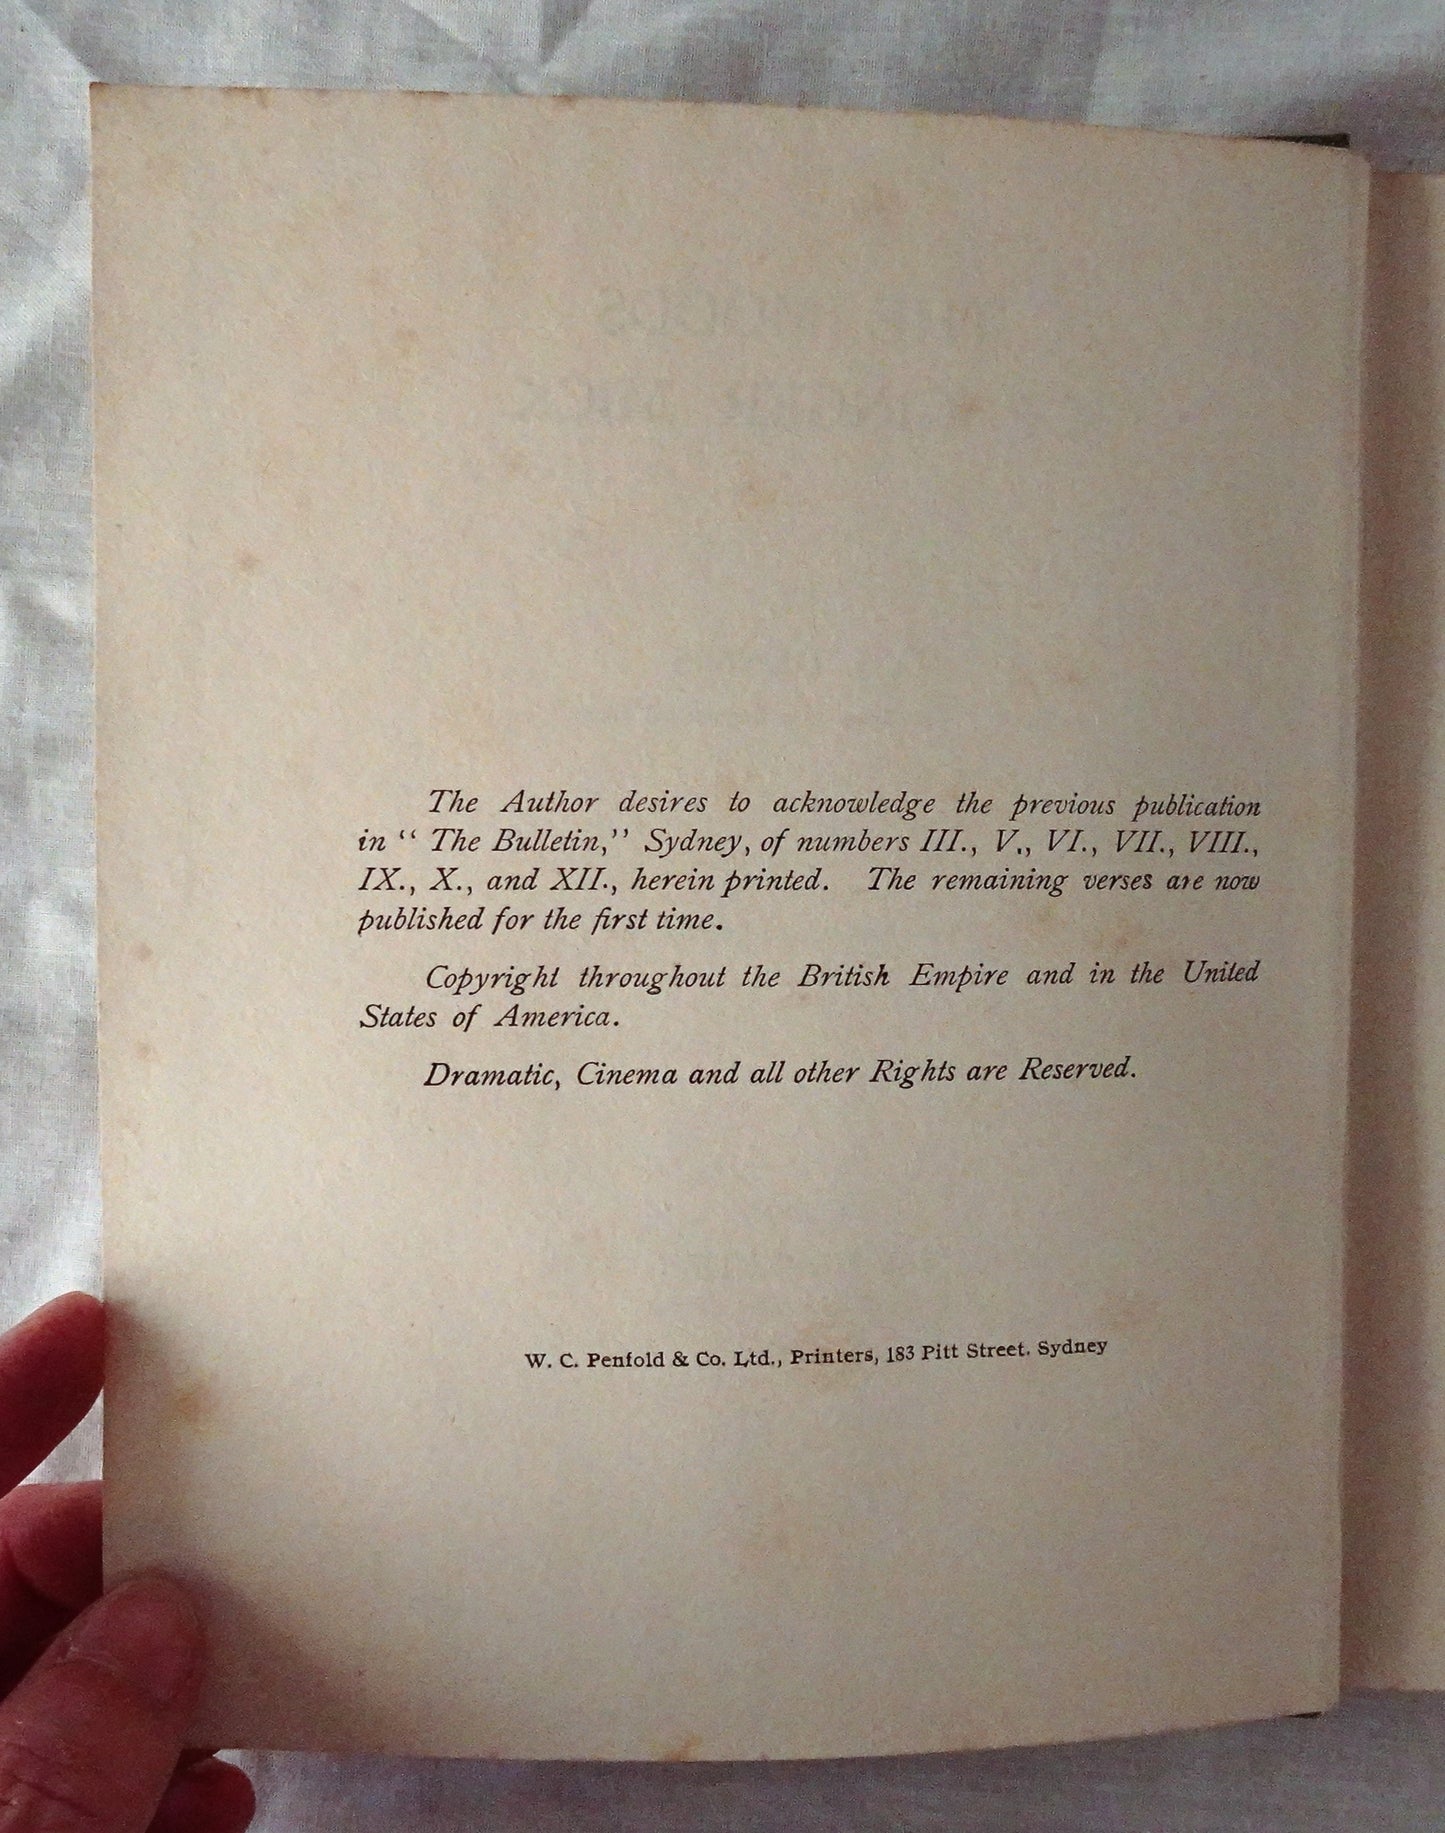 The Author desires to acknowledge the previous publication
in “ The Bulletin,” Sydney, of numbers III., V., VI., VII., VIII.,
IX., X., and XII., herein printed. The remaining verses are now
published for the first time.
Copyright throughout the British Empire and in the United
States of America.
Dramatic, Cinema and all other Rights are Reserved.
W. C. Penfold & Co. Ltd., Printers, 183 Pitt Street. Sydney